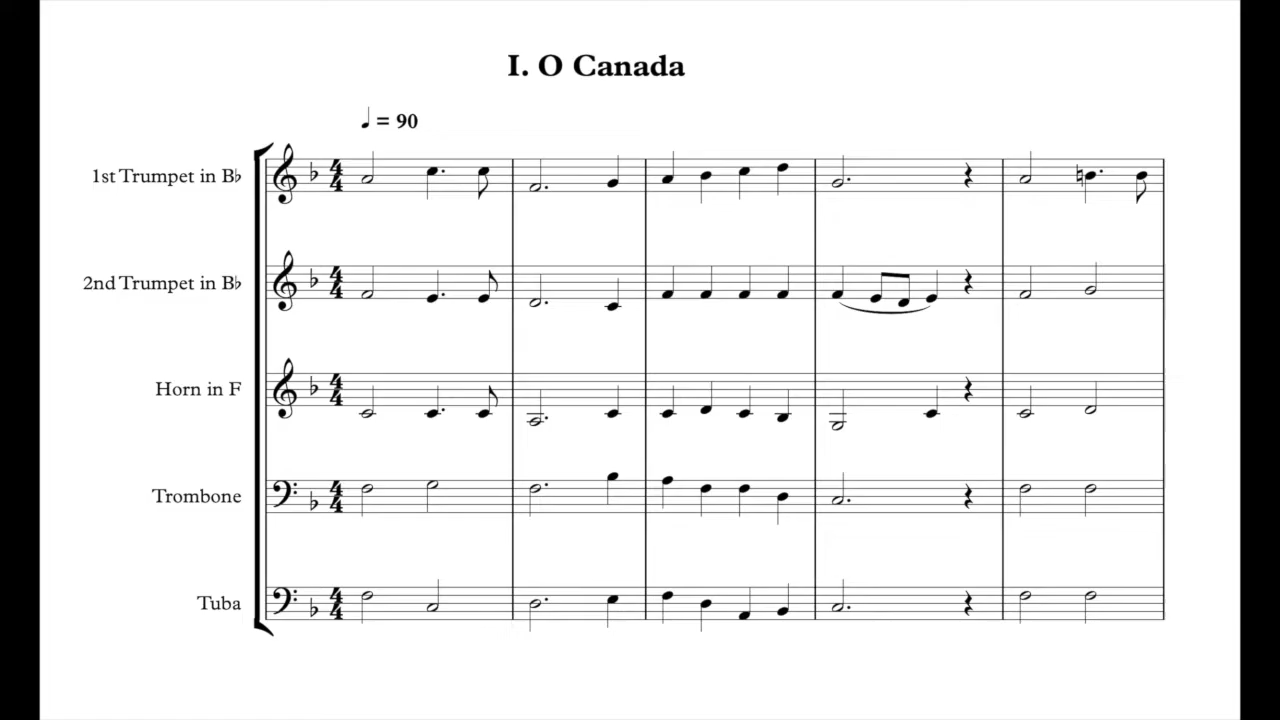 I. O Canada
♩ = 90
1st Trumpet in B♭
2nd Trumpet in B♭
Horn in F
Trombone
Tuba